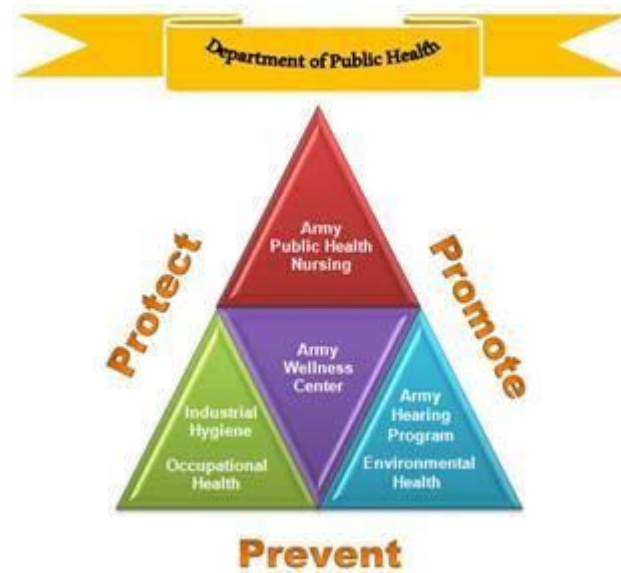 Department of Public Health
Army
Public Health
Nursing
Protect
Promote
Army
Wellness
Center
Industrial
Hygiene
Occupational
Health
Army
Hearing
Program
Environmental
Health
Prevent